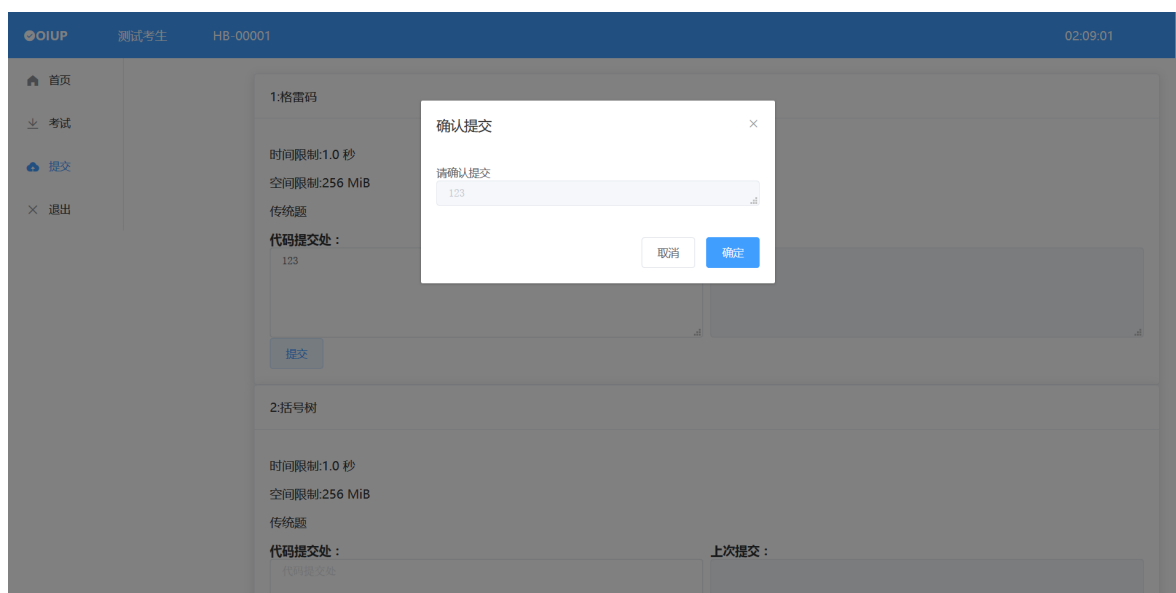 OIUP 测试考生 HB-00001 02:09:01
首页
考试
提交
退出
1:格雷码
时间限制:1.0 秒
空间限制:256 MiB
传统题
代码提交处：
123
提交
确认提交
请确认提交
123
取消 确定
2:括号树
时间限制:1.0 秒
空间限制:256 MiB
传统题
代码提交处： 上次提交：
代码提交处